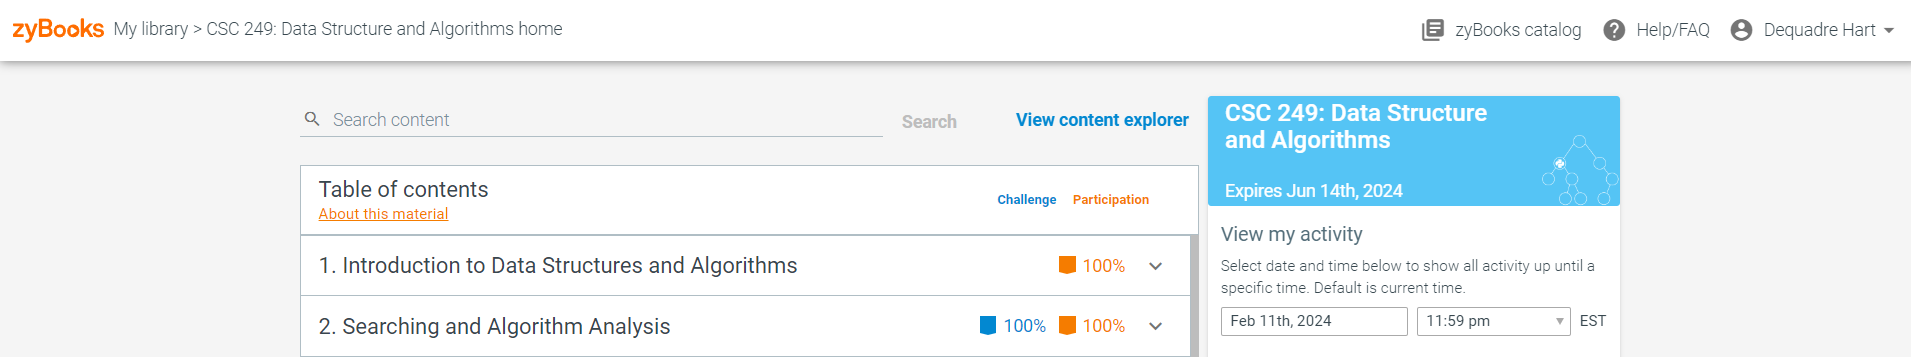 zyBooks My library > CSC 249: Data Structure and Algorithms home
zyBooks catalog Help/FAQ Dequadre Hart
Search content Search View content explorer
Table of contents
About this material
Challenge Participation
1. Introduction to Data Structures and Algorithms 100%
2. Searching and Algorithm Analysis 100% 100%
CSC 249: Data Structure
and Algorithms
Expires Jun 14th, 2024
View my activity
Select date and time below to show all activity up until a
specific time. Default is current time.
Feb 11th, 2024 11:59 pm EST